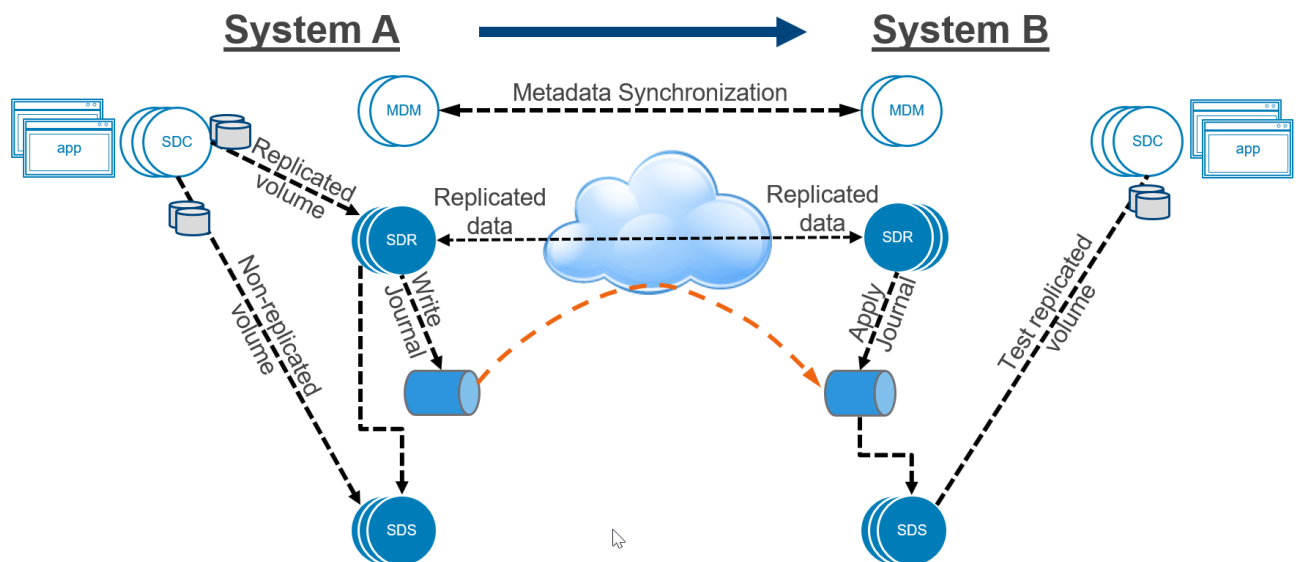 System A
System B
MDM
Metadata Synchronization
MDM
app
SDC
Replicated
volume
SDC
app
Replicated
data
Replicated
data
SDR
SDR
Non-replicated
volume
Write
Journal
Apply
Journal
Test replicated
volume
SDS
SDS